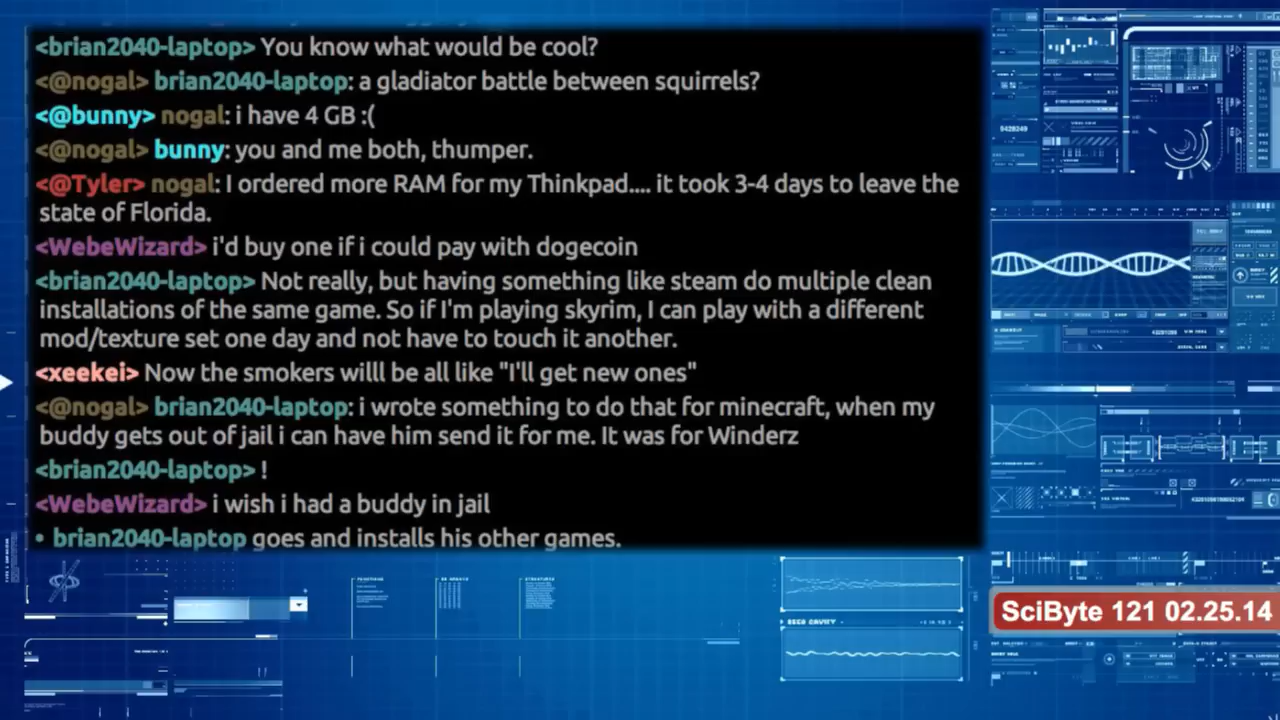 <brian2040-laptop> You know what would be cool?
<@nogal> brian2040-laptop: a gladiator battle between squirrels?
<@bunny> nogal: i have 4 GB :(
<@nogal> bunny: you and me both, thumper.
<@Tyler> nogal: I ordered more RAM for my Thinkpad.... it took 3-4 days to leave the
state of Florida.
<WebeWizard> i'd buy one if i could pay with dogecoin
<brian2040-laptop> Not really, but having something like steam do multiple clean
installations of the same game. So if I'm playing skyrim, I can play with a different
mod/texture set one day and not have to touch it another.
<xeekei> Now the smokers willl be all like "I'll get new ones"
<@nogal> brian2040-laptop: i wrote something to do that for minecraft, when my
buddy gets out of jail i can have him send it for me. It was for Winderz
<brian2040-laptop> !
<WebeWizard> i wish i had a buddy in jail
• brian2040-laptop goes and installs his other games.
SciByte 121 02.25.14